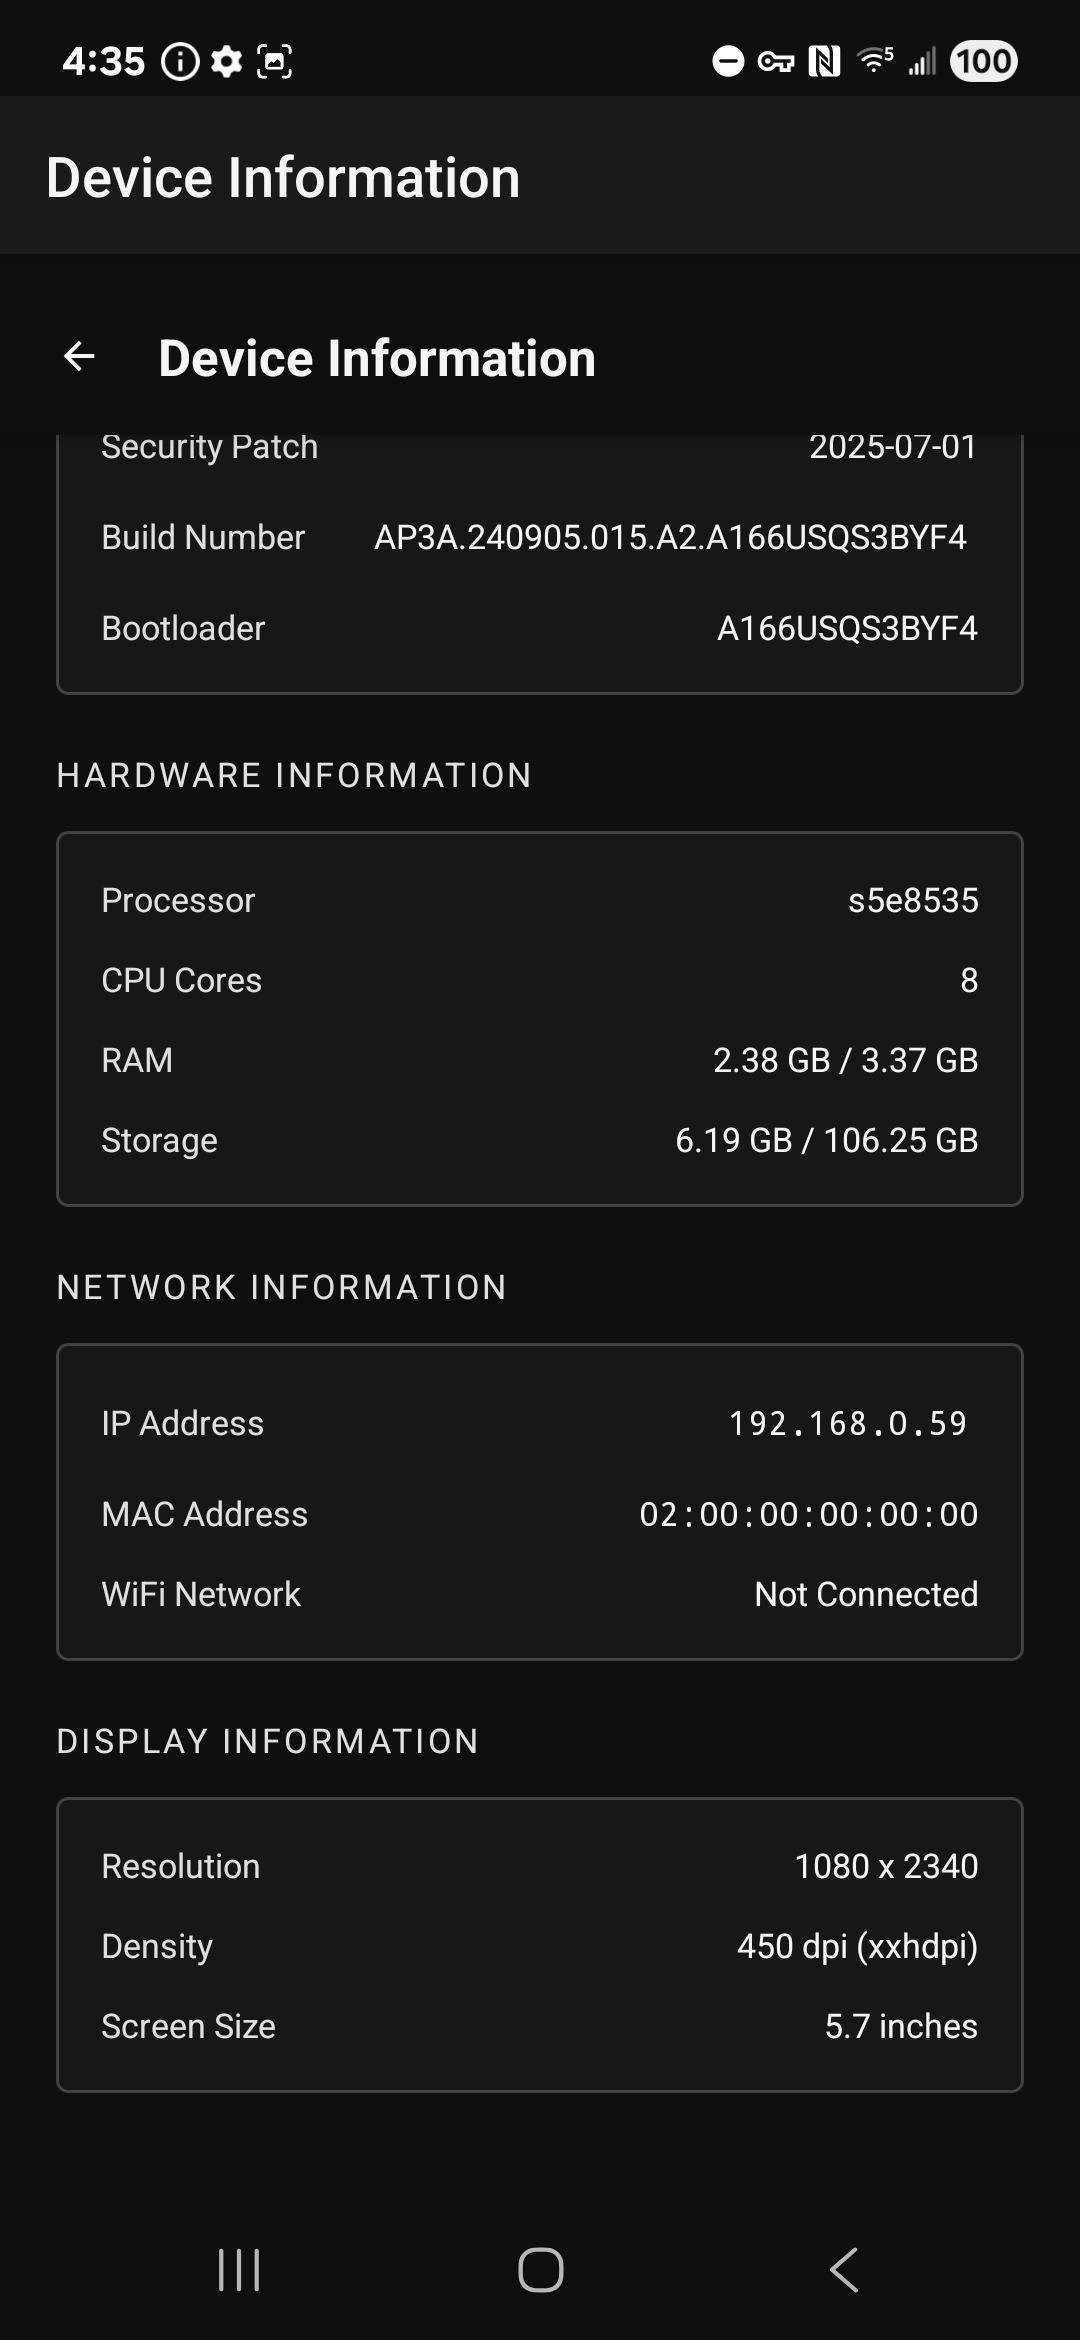 4:35 5 100
Device Information
Device Information
Security Patch 2025-07-01
Build Number AP3A.240905.015.A2.A166USQS3BYF4
Bootloader A166USQS3BYF4
HARDWARE INFORMATION
Processor s5e8535
CPU Cores 8
RAM 2.38 GB / 3.37 GB
Storage 6.19 GB / 106.25 GB
NETWORK INFORMATION
IP Address 192.168.0.59
MAC Address 02:00:00:00:00:00
WiFi Network Not Connected
DISPLAY INFORMATION
Resolution 1080 x 2340
Density 450 dpi (xxhdpi)
Screen Size 5.7 inches